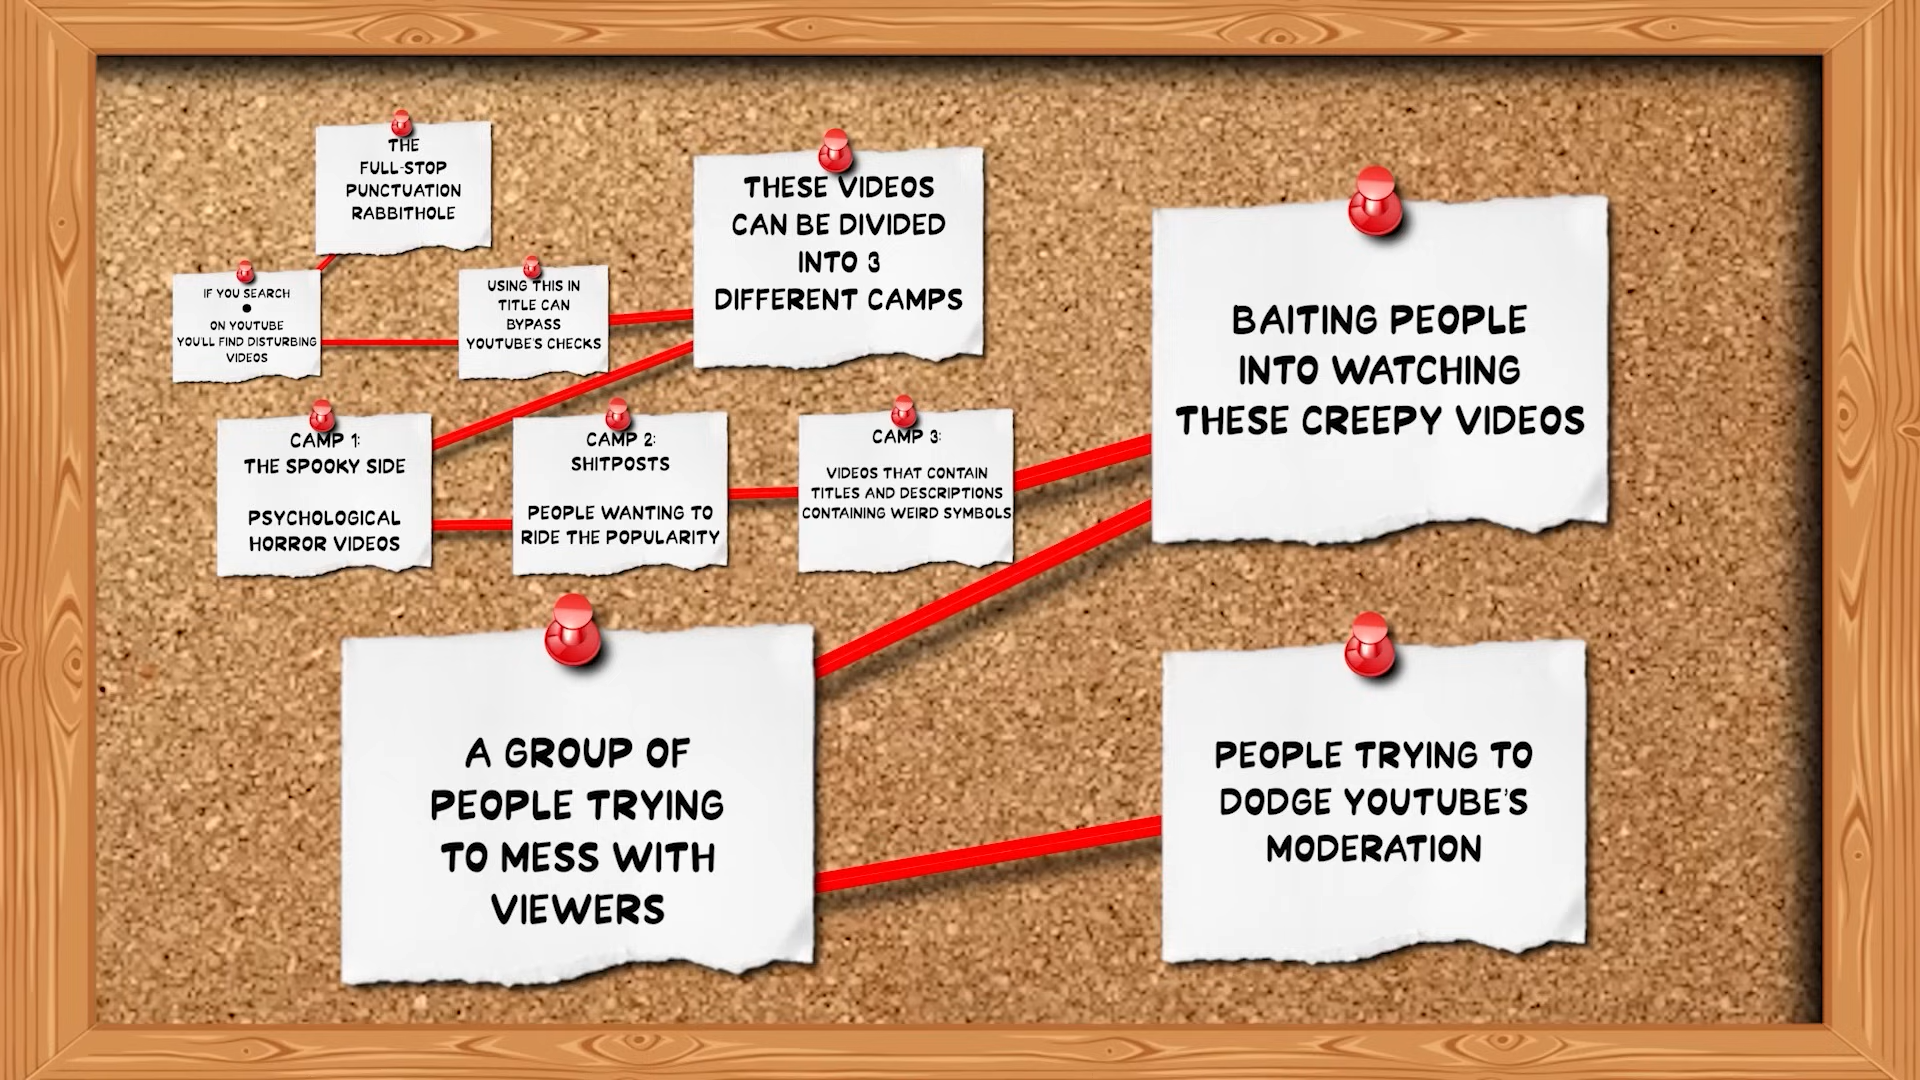 THE
FULL-STOP
PUNCTUATION
RABBITHOLE
IF YOU SEARCH
●
ON YOUTUBE
YOU'LL FIND DISTURBING
VIDEOS
USING THIS IN
TITLE CAN
BYPASS
YOUTUBE'S CHECKS
THESE VIDEOS
CAN BE DIVIDED
INTO 3
DIFFERENT CAMPS
CAMP 1:
THE SPOOKY SIDE
PSYCHOLOGICAL
HORROR VIDEOS
CAMP 2:
SHITPOSTS
PEOPLE WANTING TO
RIDE THE POPULARITY
CAMP 3:
VIDEOS THAT CONTAIN
TITLES AND DESCRIPTIONS
CONTAINING WEIRD SYMBOLS
BAITING PEOPLE
INTO WATCHING
THESE CREEPY VIDEOS
A GROUP OF
PEOPLE TRYING
TO MESS WITH
VIEWERS
PEOPLE TRYING TO
DODGE YOUTUBE'S
MODERATION